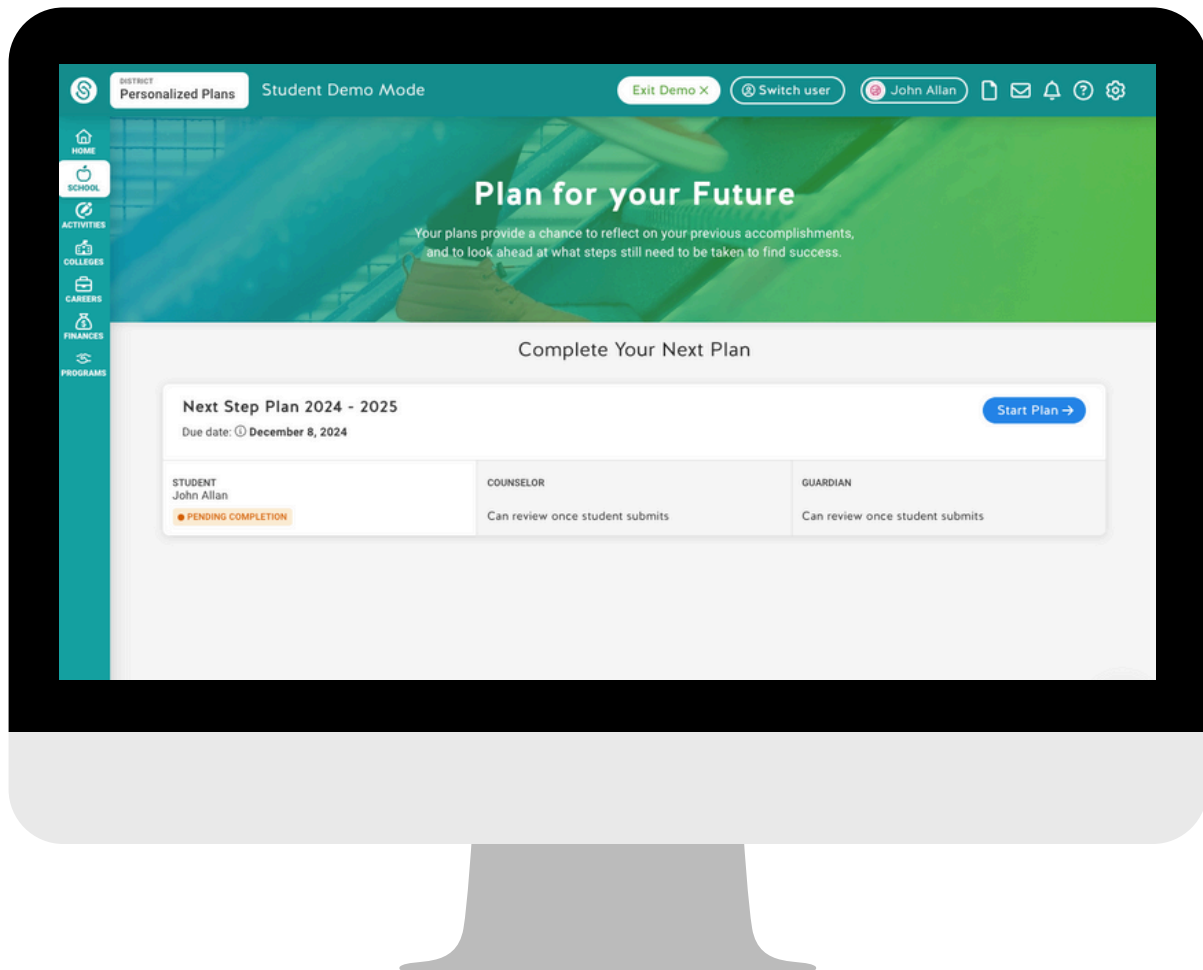 DISTRICT
Personalized Plans
Student Demo Mode
Exit Demo ×
Switch user
John Allan
HOME
SCHOOL
ACTIVITIES
COLLEGES
CAREERS
FINANCES
PROGRAMS
Plan for your Future
Your plans provide a chance to reflect on your previous accomplishments,
and to look ahead at what steps still need to be taken to find success.
Complete Your Next Plan
Next Step Plan 2024 - 2025
Start Plan →
Due date: December 8, 2024
STUDENT
John Allan
PENDING COMPLETION
COUNSELOR
Can review once student submits
GUARDIAN
Can review once student submits